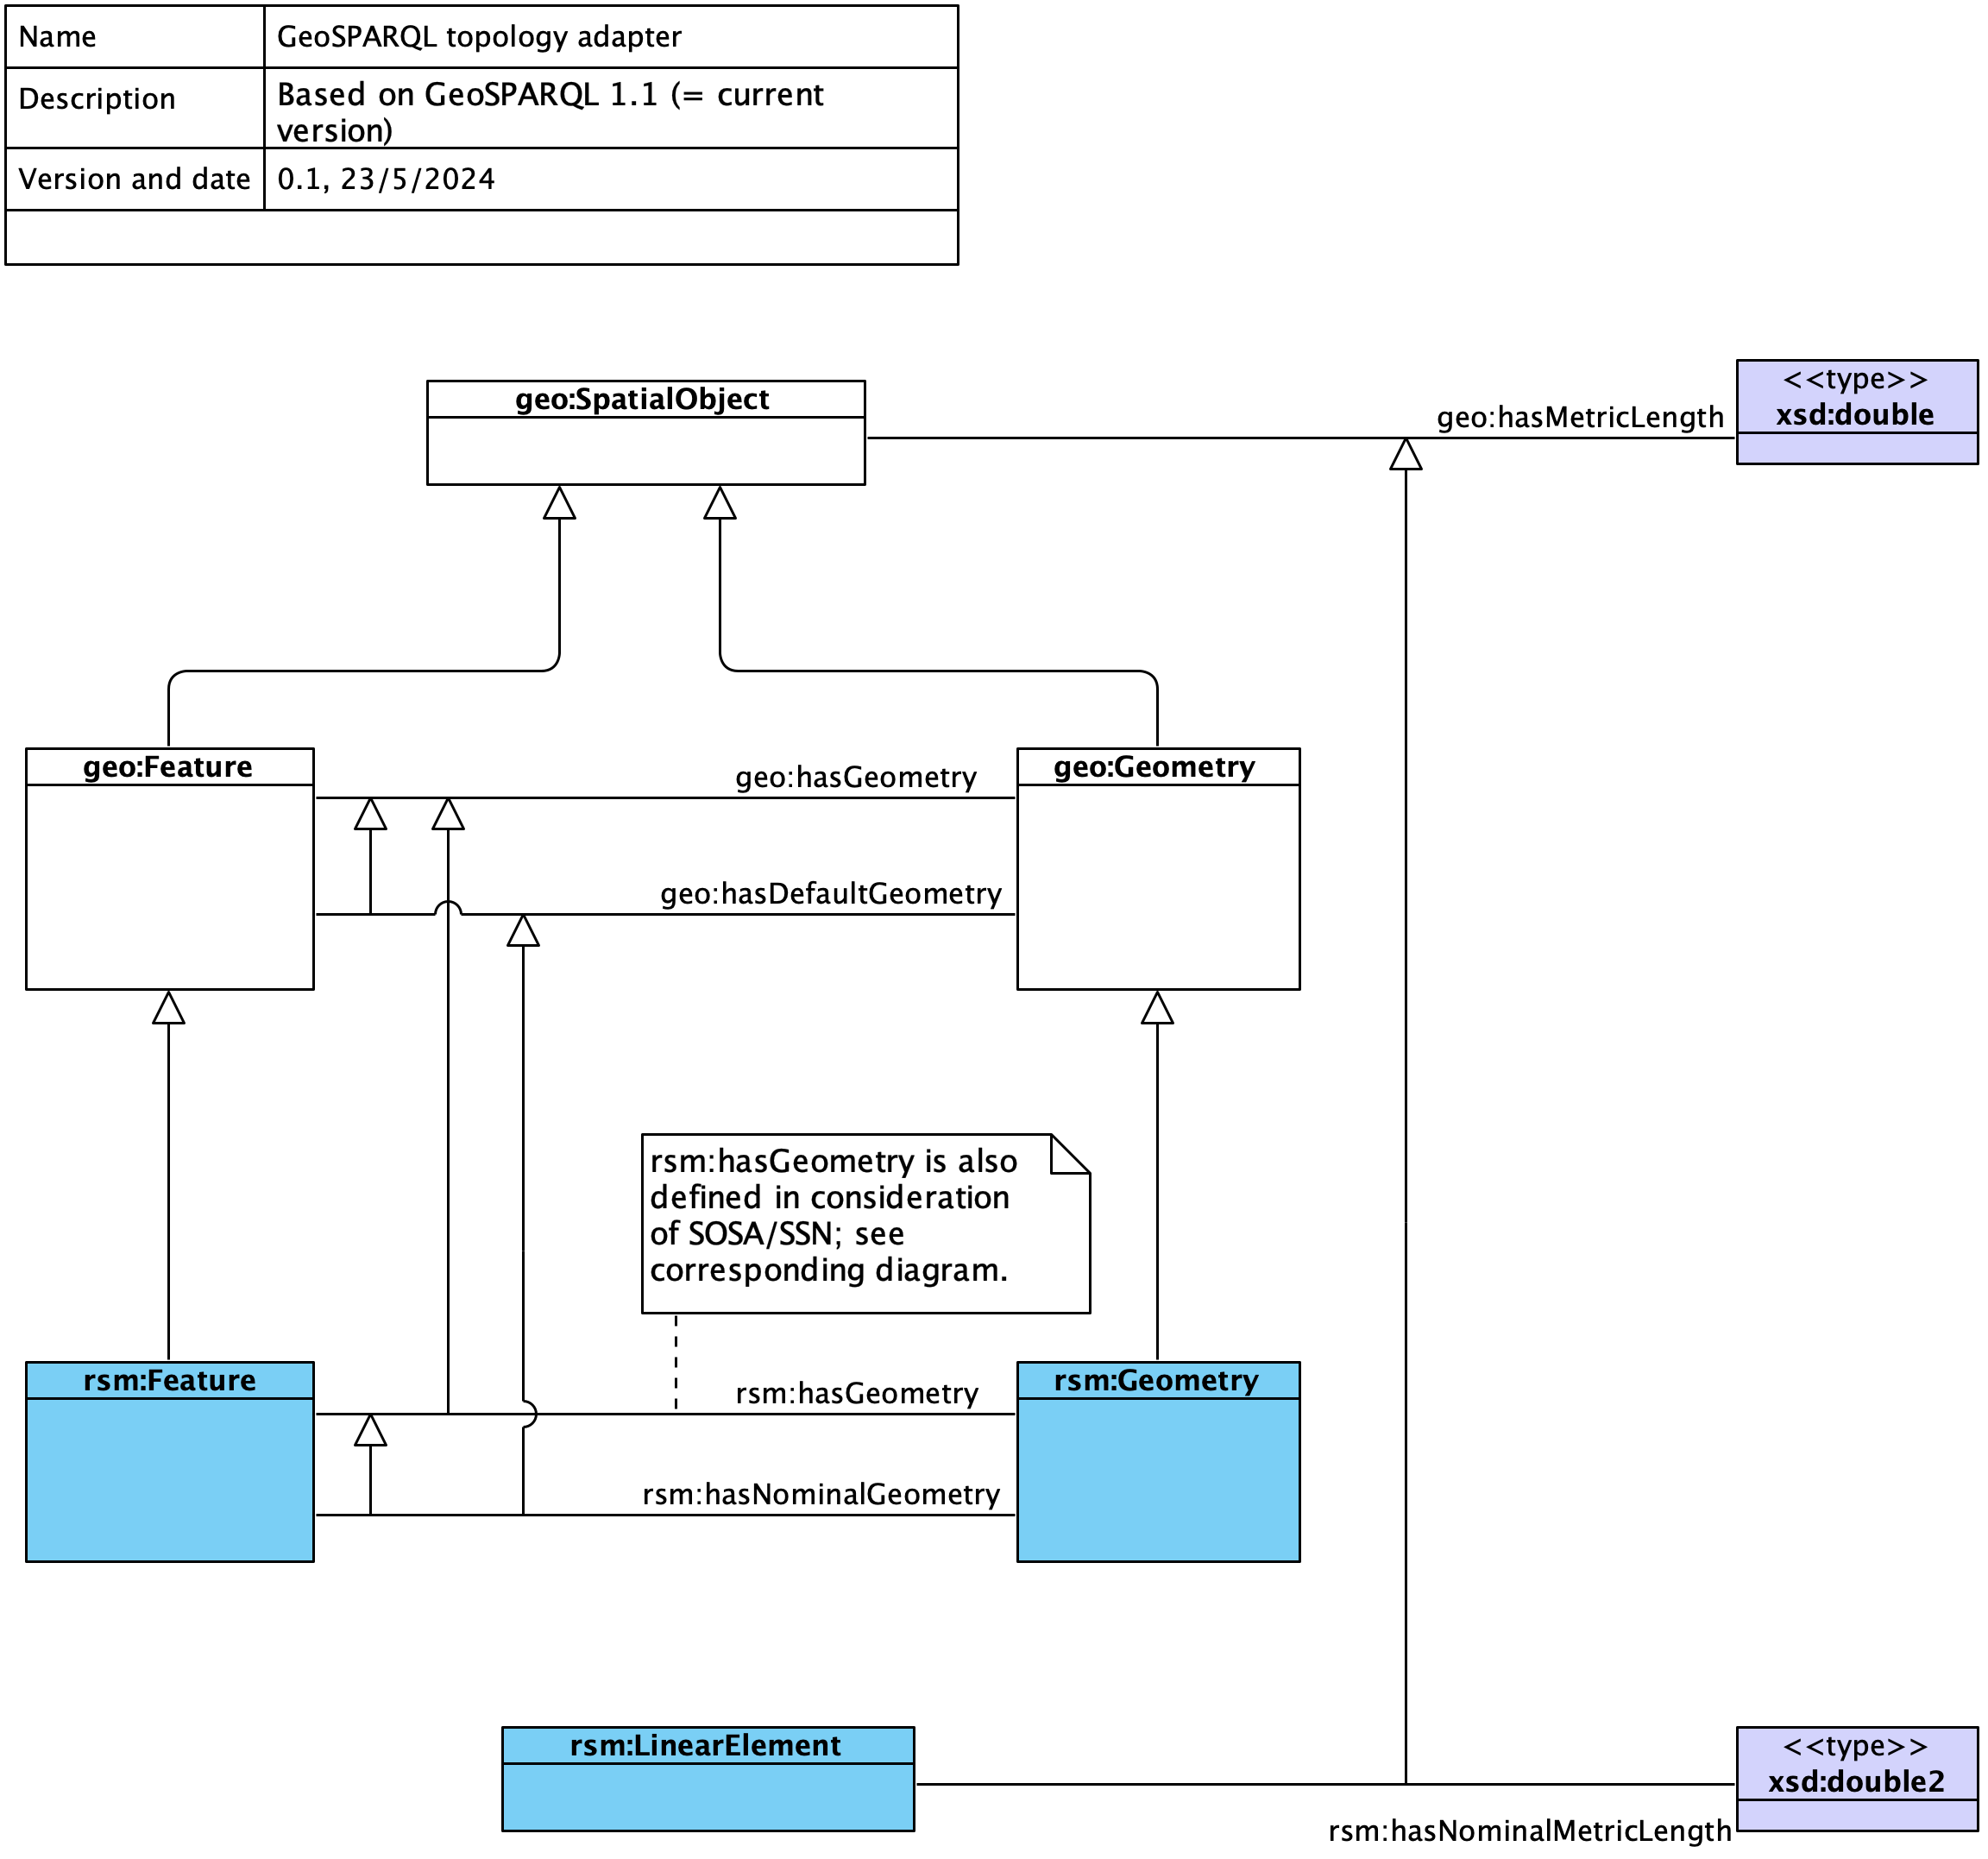 Name
GeoSPARQL topology adapter
Description
Based on GeoSPARQL 1.1 (= current
version)
Version and date
0.1, 23/5/2024
geo:SpatialObject
geo:hasMetricLength
<<type>>
xsd:double
geo:Feature
geo:hasGeometry
geo:Geometry
geo:hasDefaultGeometry
rsm:hasGeometry is also
defined in consideration
of SOSA/SSN; see
corresponding diagram.
rsm:Feature
rsm:hasGeometry
rsm:Geometry
rsm:hasNominalGeometry
rsm:LinearElement
<<type>>
xsd:double2
rsm:hasNominalMetricLength